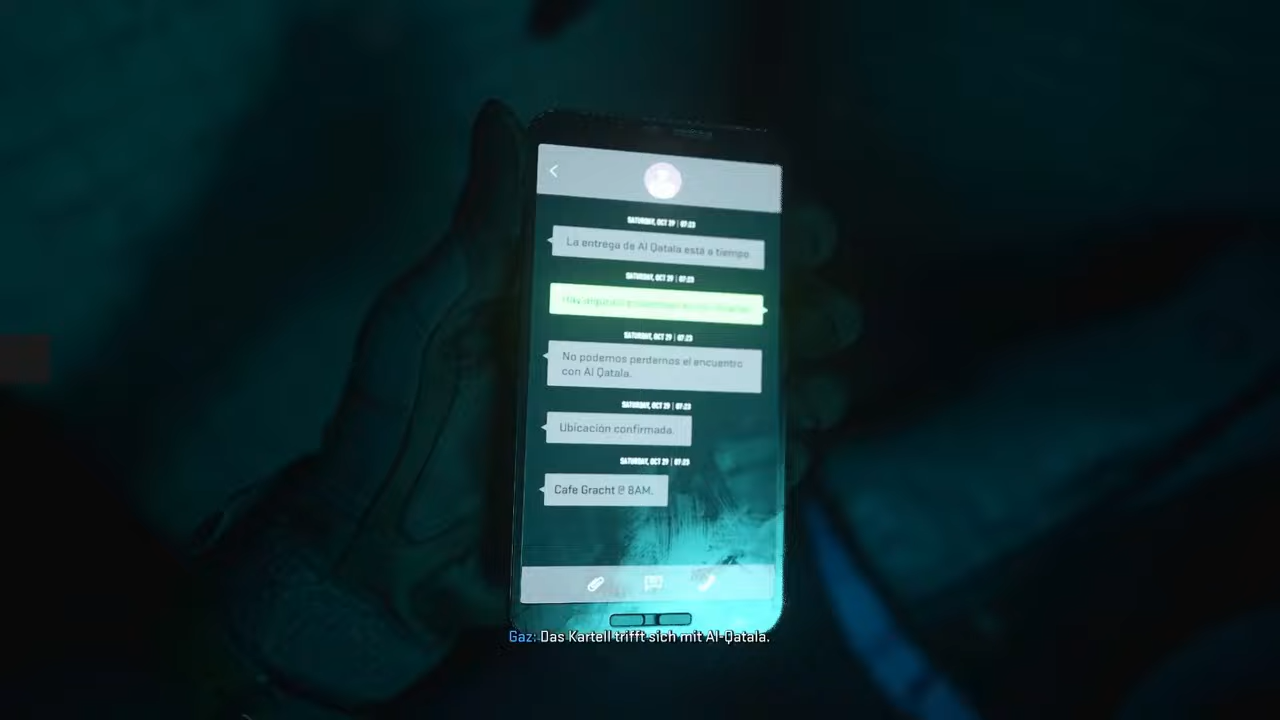 SATURDAY, OCT 29 | 07:23
La entrega de Al Qatala está a tiempo.
SATURDAY, OCT 29 | 07:23
Hay
SATURDAY, OCT 29 | 07:23
No podemos perdernos el encuentro
con Al Qatala.
SATURDAY, OCT 29 | 07:23
Ubicación confirmada.
SATURDAY, OCT 29 | 07:23
Cafe Gracht @ 8AM.
Gaz: Das Kartell trifft sich mit Al-Qatala.